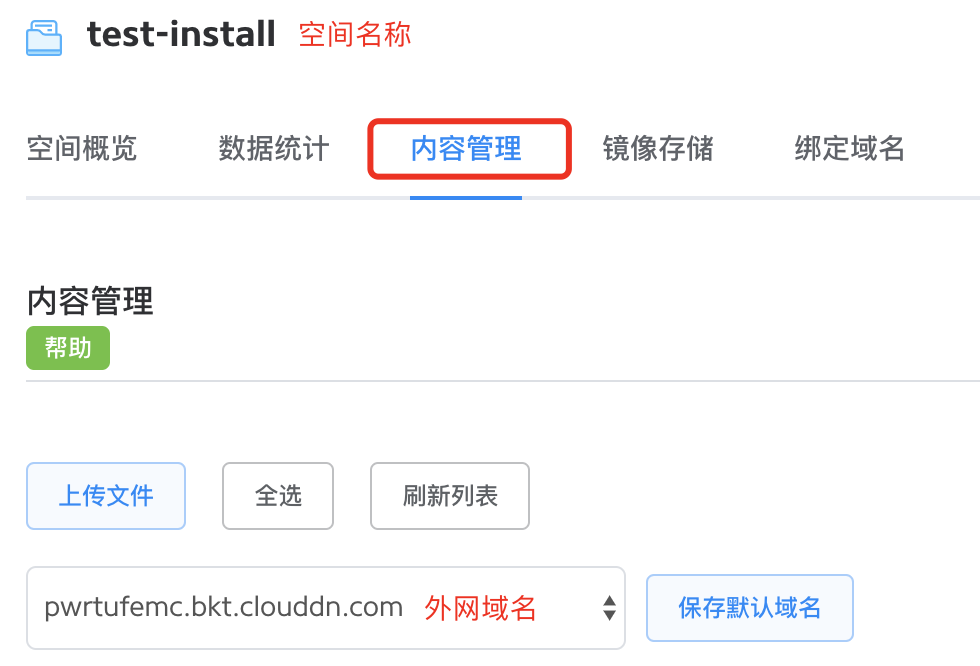 test-install 空间名称
空间概览 数据统计 内容管理 镜像存储 绑定域名
内容管理
帮助
上传文件 全选 刷新列表
pwrtufemc.bkt.clouddn.com 外网域名 保存默认域名